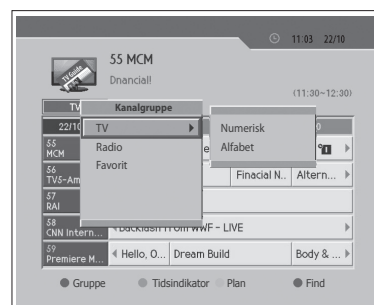 11:03 22/10
55 MCM
TV Guide
Dnancial!
(11:30~12:30)
TV
Kanalgruppe
22/10
TV
Numerisk
Radio
Alfabet
Favorit
55
MCM
56
TV5-Am
Finacial N..
Altern...
57
RAI
58
CNN Intern...
WWF - LIVE
59
Premiere M...
Hello, O...
Dream Build
Body & ...
Gruppe
Tidsindikator
Plan
Find